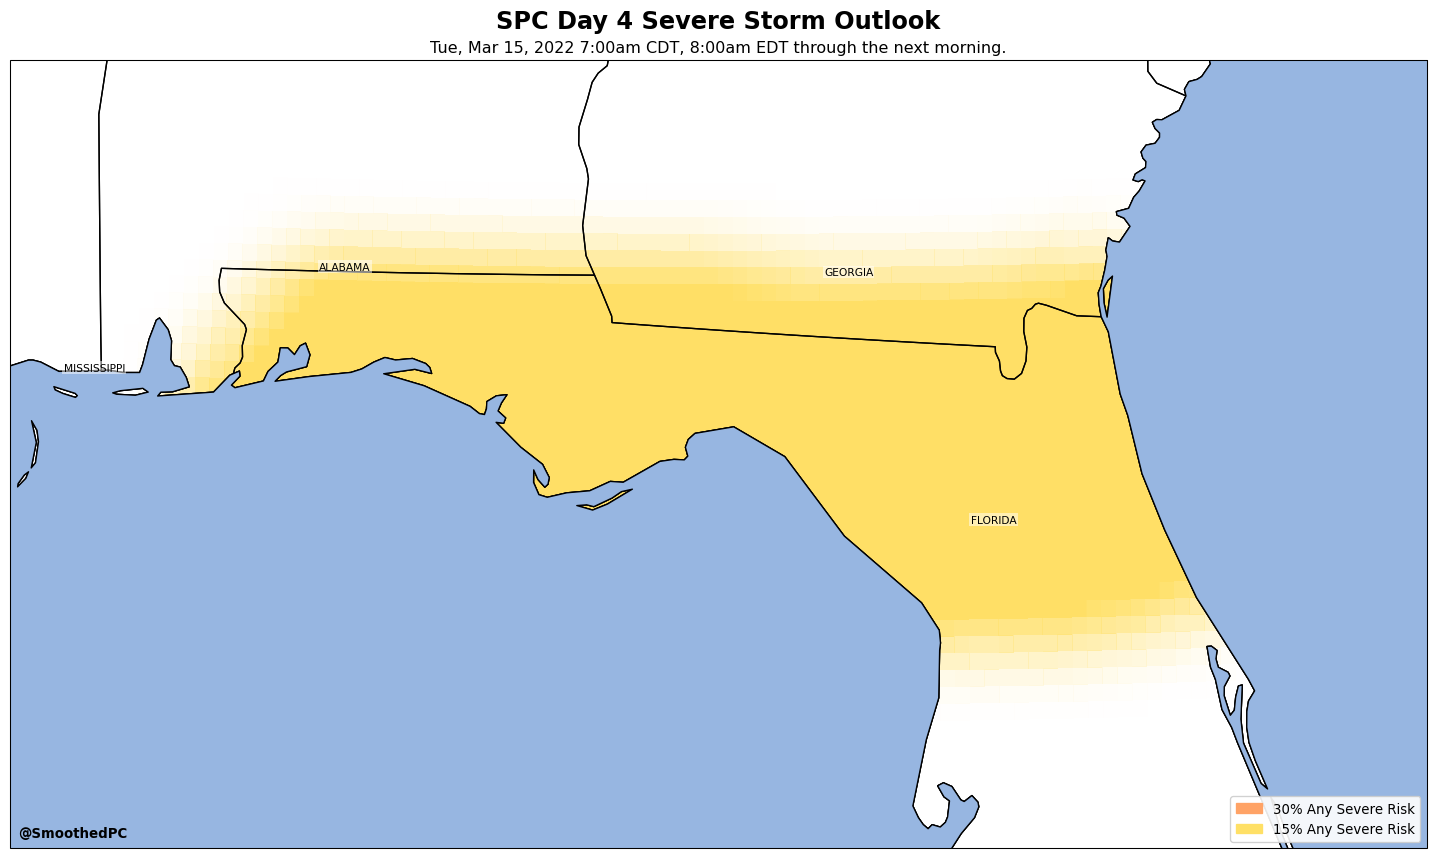 SPC Day 4 Severe Storm Outlook
Tue, Mar 15, 2022 7:00am CDT, 8:00am EDT through the next morning.
ALABAMA
GEORGIA
MISSISSIPPI
FLORIDA
30% Any Severe Risk
15% Any Severe Risk
@SmoothedPC